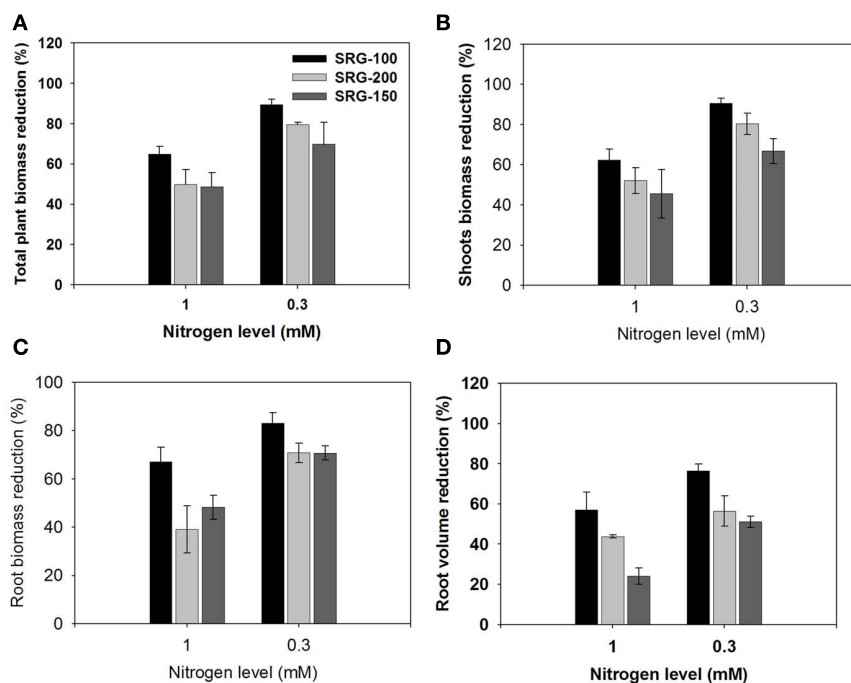 A
Total plant biomass reduction (%)
120
100
80
60
40
20
0
SRG-100
SRG-200
SRG-150
1 0.3
Nitrogen level (mM)
B
Shoots biomass reduction (%)
120
100
80
60
40
20
0
1 0.3
Nitrogen level (mM)
C
Root biomass reduction (%)
100
80
60
40
20
0
1 0.3
Nitrogen level (mM)
D
Root volume reduction (%)
120
100
80
60
40
20
0
1 0.3
Nitrogen level (mM)